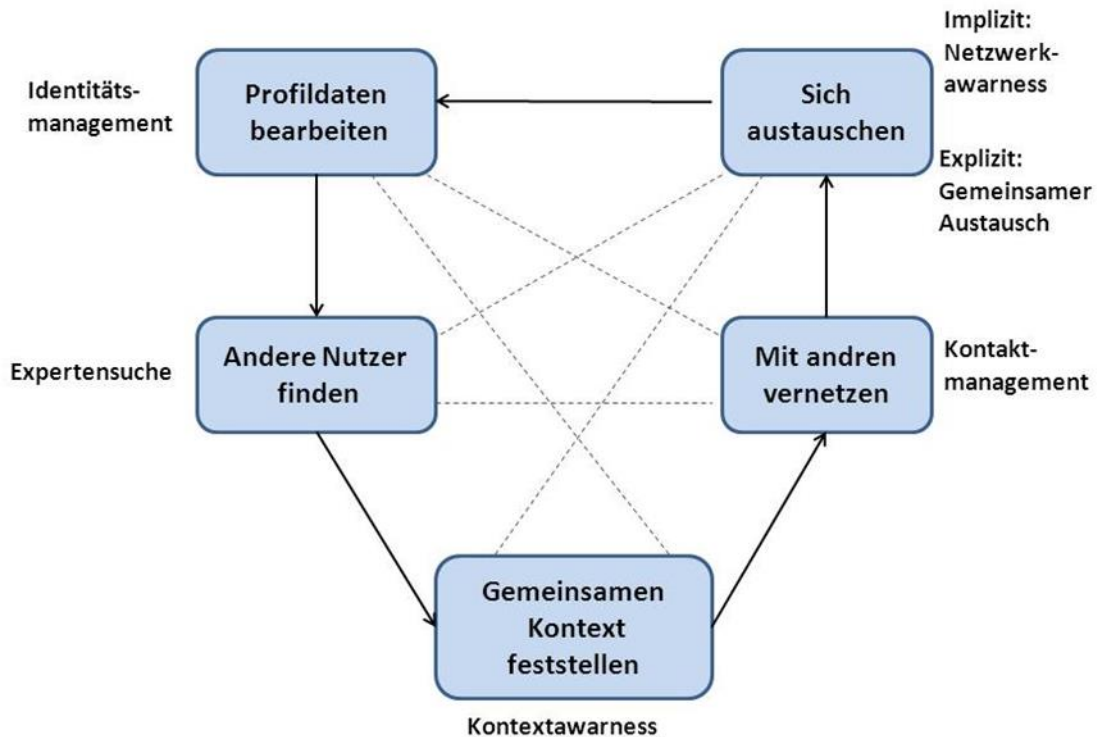 Identitäts-
management
Profildaten
bearbeiten
Sich
austauschen
Implizit:
Netzwerk-
awarness
Explizit:
Gemeinsamer
Austausch
Expertensuche
Andere Nutzer
finden
Mit andren
vernetzen
Kontakt-
management
Gemeinsamen
Kontext
feststellen
Kontextawarness